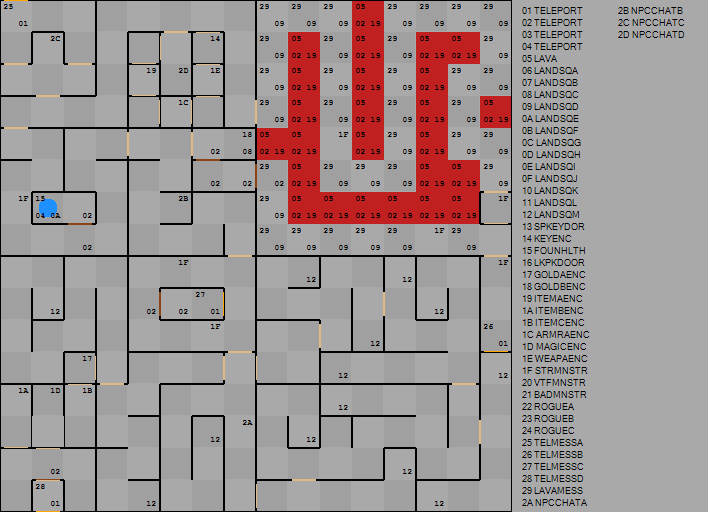 25 29 29 29 05 29 29 29 29
01 09 09 09 02 19 09 09 09 09
2C 14 29 05 29 05 29 05 05 29
09 02 19 09 02 19 09 02 19 02 19 09
19 2D 1E 29 05 29 05 29 05 29 29
09 02 19 09 02 19 09 02 19 09 09
1C 29 05 29 05 29 05 29 05
09 02 19 09 02 19 09 02 19 09 02 19
18 05 05 1F 05 29 05 29 29
02 08 02 19 02 19 09 02 19 09 02 19 09 09
29 05 29 29 29 05 05 29
02 02 02 02 19 09 09 09 02 19 02 19 09
1F 15 2B 29 05 05 05 05 05 05 1F
04 0A 02 09 02 19 02 19 02 19 02 19 02 19 02 19
29 29 29 29 29 1F 29
02 09 09 09 09 09 09 09
1F 1F
12 12
27
12 02 02 01 12 12
1F 26
12 01
17
12 12
1A 1D 1B
12
2A
12 12
02 12
28
01 12 12
01 TELEPORT 2B NPCCHATB
02 TELEPORT 2C NPCCHATC
03 TELEPORT 2D NPCCHATD
04 TELEPORT
05 LAVA
06 LANDSQA
07 LANDSQB
08 LANDSQC
09 LANDSQD
0A LANDSQE
0B LANDSQF
0C LANDSQG
0D LANDSQH
0E LANDSQI
0F LANDSQJ
10 LANDSQK
11 LANDSQL
12 LANDSQM
13 SPKEYDOR
14 KEYENC
15 FOUNHLTH
16 LKPKDOOR
17 GOLDAENC
18 GOLDBENC
19 ITEMAENC
1A ITEMBENC
1B ITEMCENC
1C ARMRAENC
1D MAGICENC
1E WEAPAENC
1F STRMNSTR
20 VTFMNSTR
21 BADMNSTR
22 ROGUEA
23 ROGUEB
24 ROGUEC
25 TELMESSA
26 TELMESSB
27 TELMESSC
28 TELMESSD
29 LAVAMESS
2A NPCCHATA